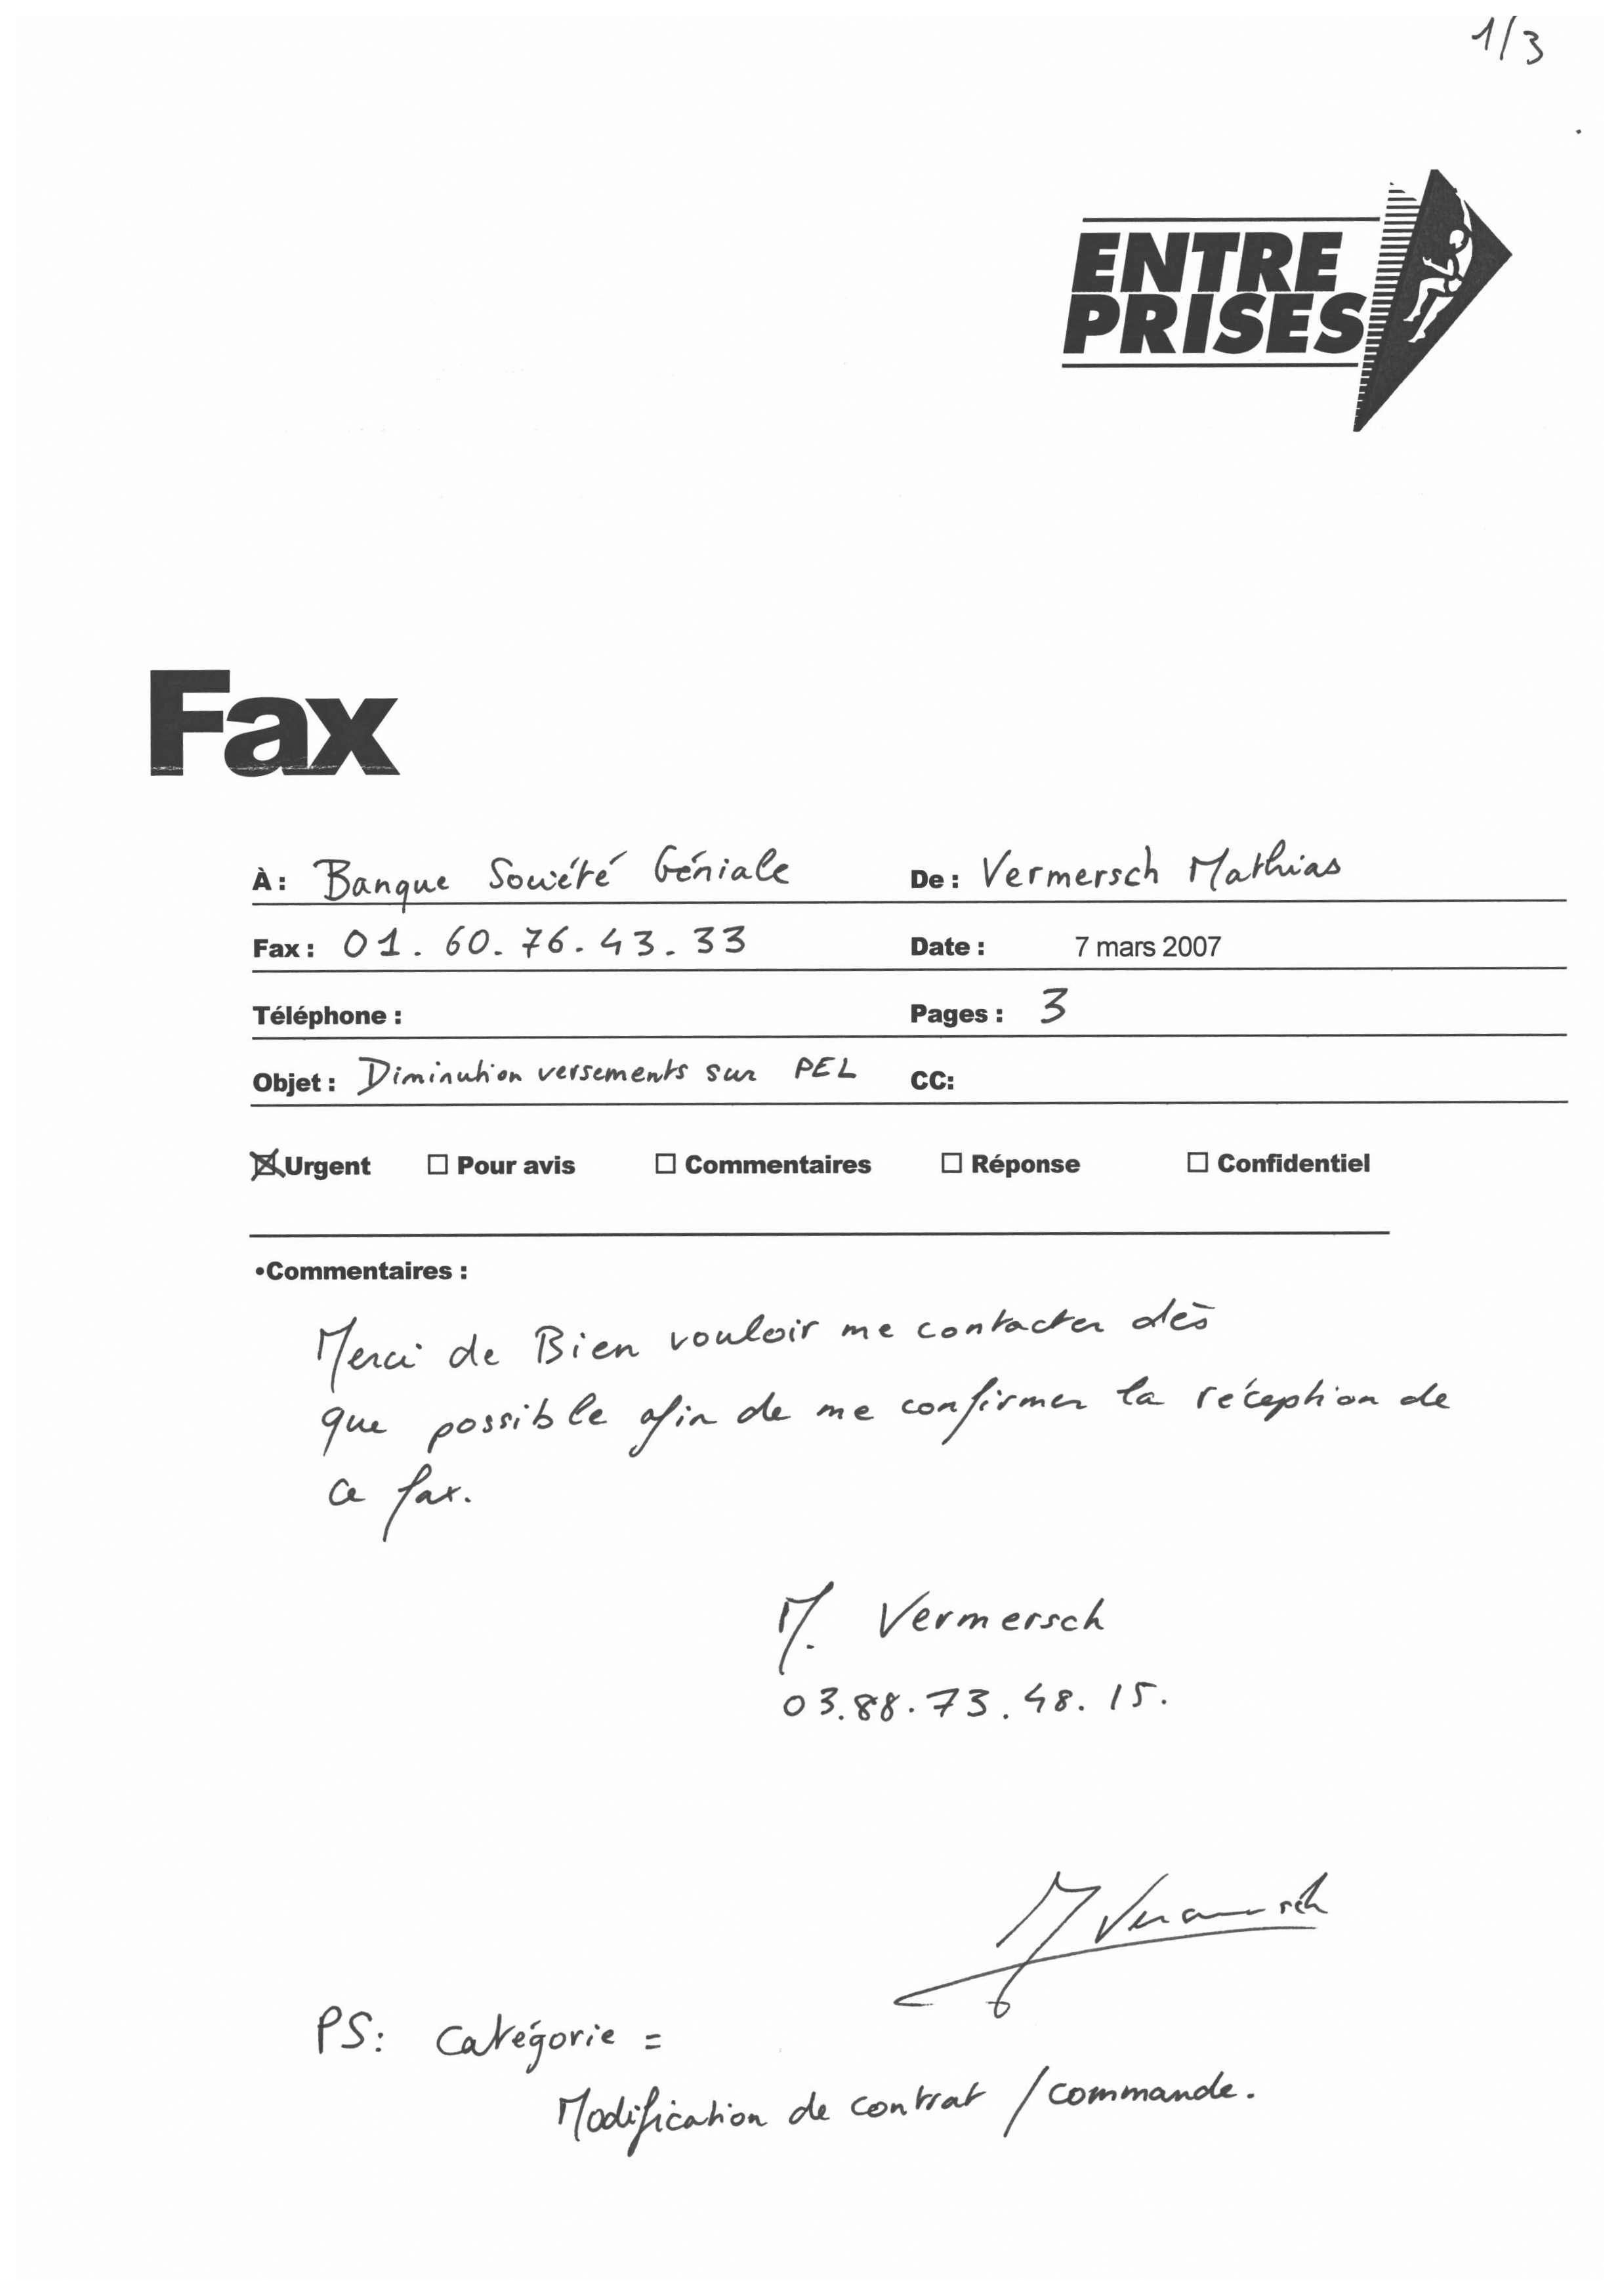 1/3
ENTRE
PRISES
Fax
À : Banque Société Géniale De : Vermersch Mathias
Fax : 01.60.76.43.33 Date : 7 mars 2007
Téléphone : Pages : 3
Objet : Diminution versements sur PEL CC:
Urgent Pour avis Commentaires Réponse Confidentiel
•Commentaires :
Merci de Bien vouloir me contacter dès
que possible afin de me confirmer la réception de
ce fax.
M. Vermersch
03.88.73.48.15.
M Vermersch
PS: Catégorie =
Modification de contrat / commande.